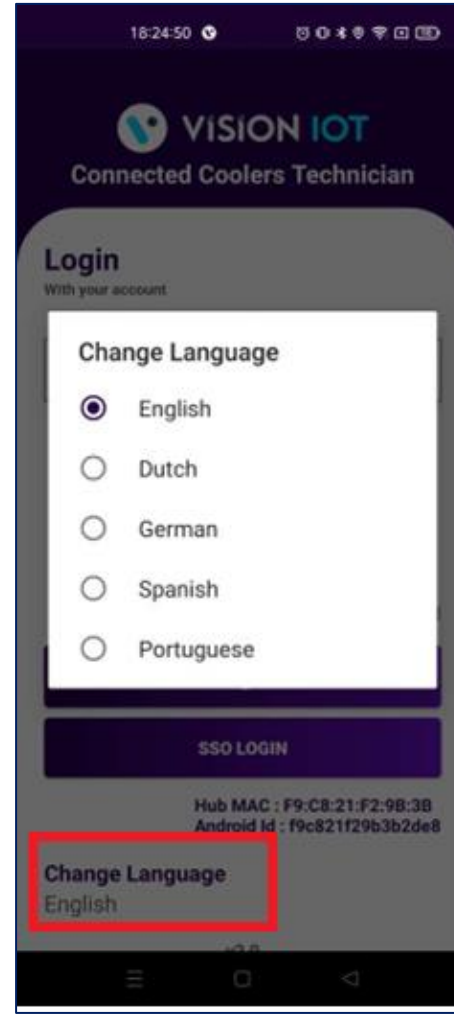 18:24:50
VISION IOT
Connected Coolers Technician
Login
With your account
Change Language
English
Dutch
German
Spanish
Portuguese
SSO LOGIN
Hub MAC : F9:C8:21:F2:9B:3B
Android Id : f9c821f29b3b2de8
Change Language
English